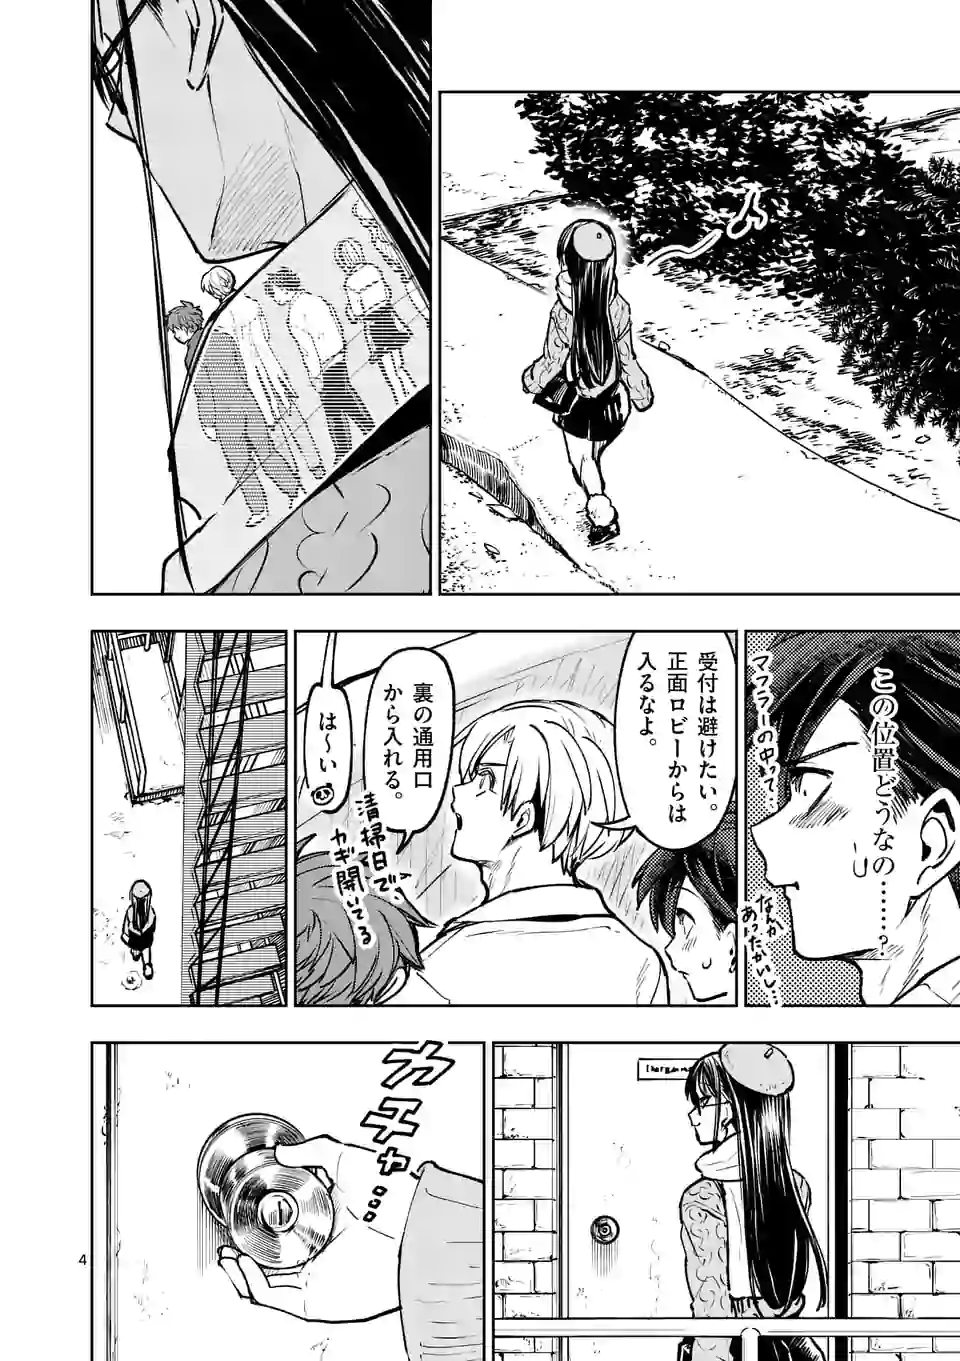 この位置どうなの……?
マフラーの中って…
なんか
あったかいし…
受付は避けたい。
正面ロビーからは
入るなよ。
裏の通用口
から入れる。
清掃日で、
カギ開いてる
は〜い
カチャ…
4